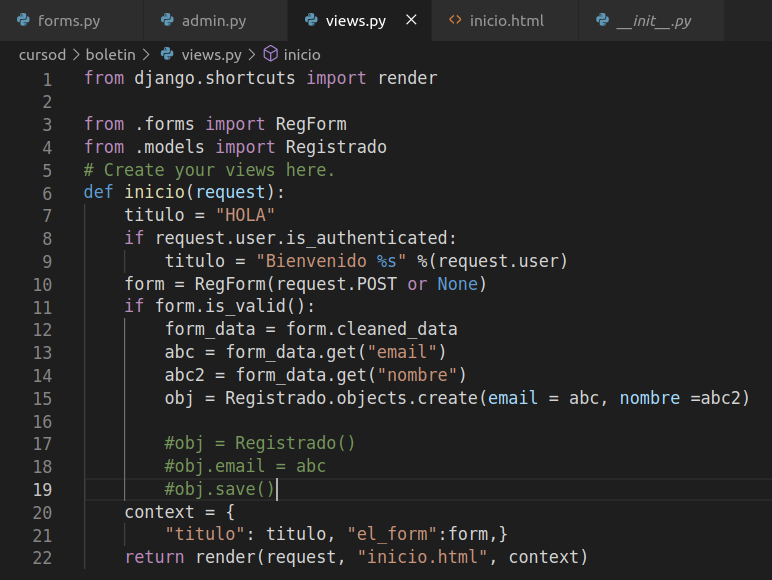 forms.py admin.py views.py × <> inicio.html __init__.py
cursod > boletin > views.py > inicio
1 from django.shortcuts import render
2
3 from .forms import RegForm
4 from .models import Registrado
5 # Create your views here.
6 def inicio(request):
7     titulo = "HOLA"
8     if request.user.is_authenticated:
9         titulo = "Bienvenido %s" %(request.user)
10     form = RegForm(request.POST or None)
11     if form.is_valid():
12         form_data = form.cleaned_data
13         abc = form_data.get("email")
14         abc2 = form_data.get("nombre")
15         obj = Registrado.objects.create(email = abc, nombre =abc2)
16
17         #obj = Registrado()
18         #obj.email = abc
19         #obj.save()
20     context = {
21         "titulo": titulo, "el_form":form,}
22     return render(request, "inicio.html", context)